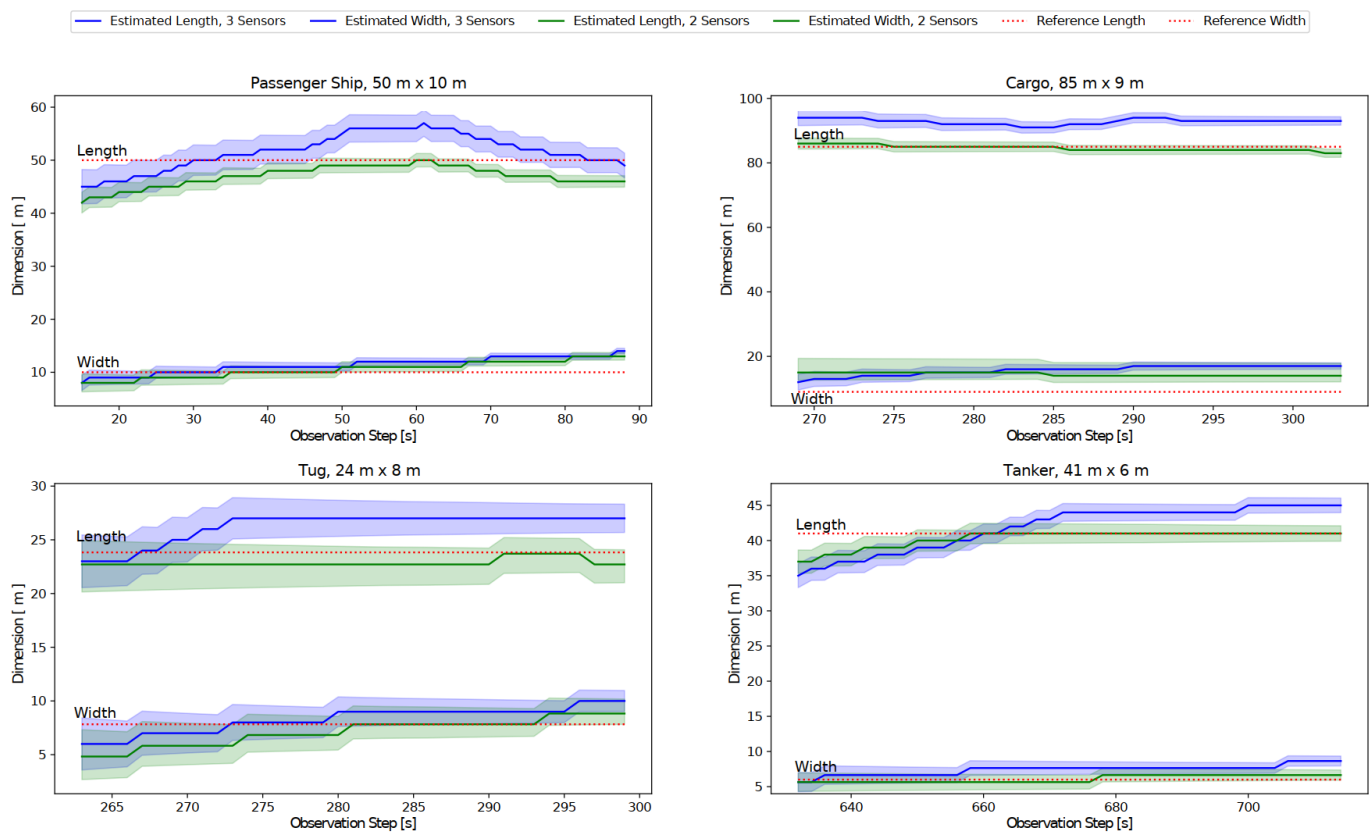 Estimated Length, 3 Sensors Estimated Width, 3 Sensors Estimated Length, 2 Sensors Estimated Width, 2 Sensors Reference Length Reference Width
Passenger Ship, 50 m x 10 m
Dimension [ m]
60
50
40
30
20
10
Length
Width
20 30 40 50 60 70 80 90
Observation Step [s]
Cargo, 85 m x 9 m
Dimension [ m]
100
80
60
40
20
Length
Width
270 275 280 285 290 295 300
Observation Step [s]
Tug, 24 m x 8 m
Dimension [ m]
30
25
20
15
10
5
Length
Width
265 270 275 280 285 290 295 300
Observation Step [s]
Tanker, 41 m x 6 m
Dimension [ m]
45
40
35
30
25
20
15
10
5
Length
Width
640 660 680 700
Observation Step [s]